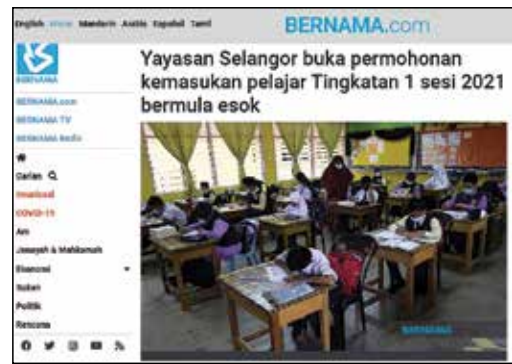 English Mandarin Arabic Español Tamil
BERNAMA.com
BERNAMA
BERNAMA.com
BERNAMA TV
BERNAMA Radio
Carian
COVID-19
Am
Jenayah & Mahkamah
Ekonomi
Sukan
Politik
Rencana
Yayasan Selangor buka permohonan
kemasukan pelajar Tingkatan 1 sesi 2021
bermula esok
BERNAMA